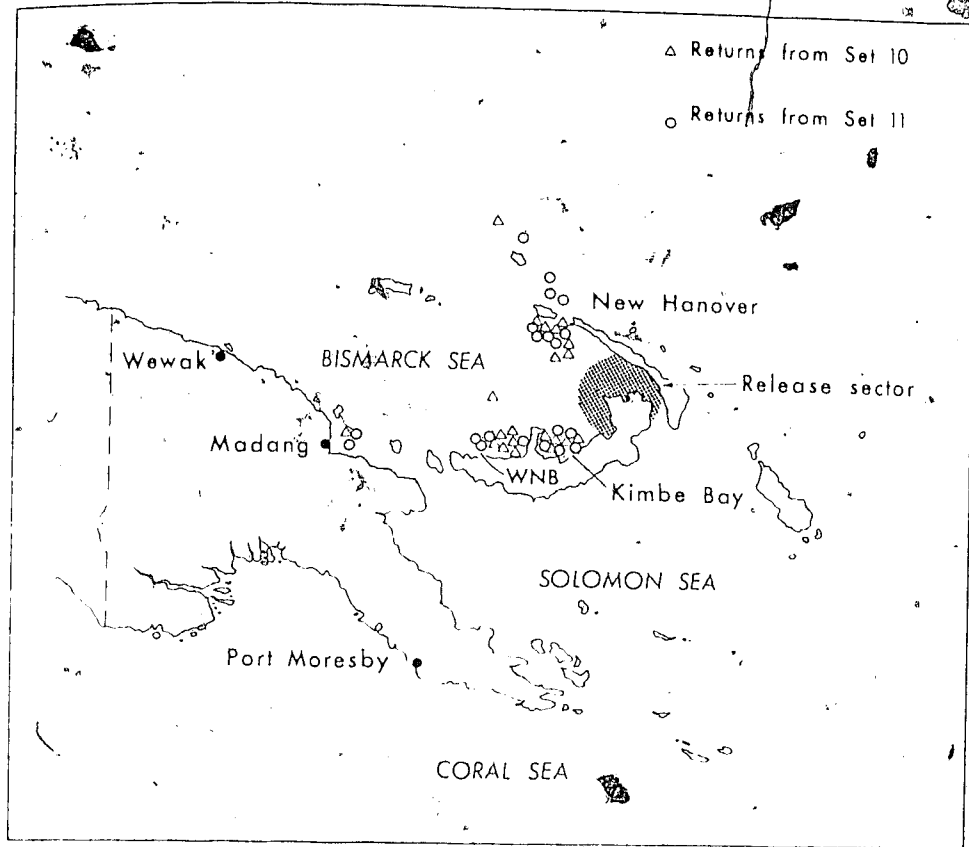 Returns from Set 10
Returns from Set 11
New Hanover
Wewak
BISMARCK SEA
Release sector
Madang
WNB
Kimbe Bay
SOLOMON SEA
Port Moresby
CORAL SEA